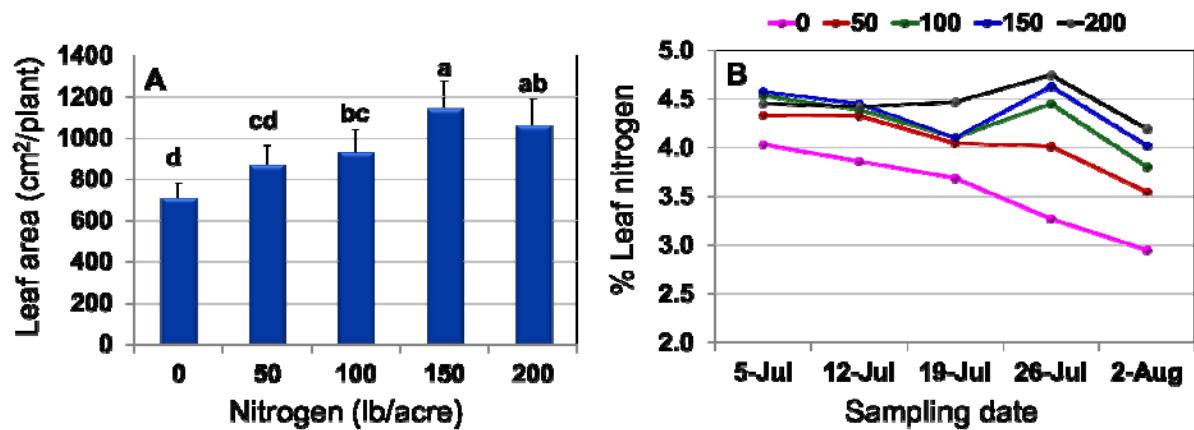 A
Leaf area (cm²/plant)
1400
1200
1000
800
600
400
200
0
d
cd
bc
a
ab
0 50 100 150 200
Nitrogen (lb/acre)
0 50 100 150 200
B
% Leaf nitrogen
5.0
4.5
4.0
3.5
3.0
2.5
2.0
5-Jul 12-Jul 19-Jul 26-Jul 2-Aug
Sampling date